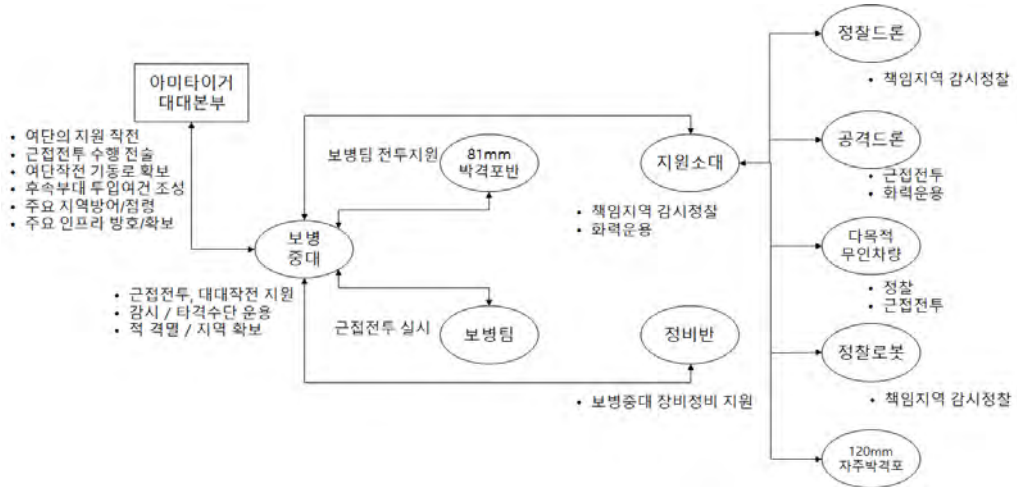 아미타이거
대대본부
• 여단의 지원 작전
• 근접전투 수행 전술
• 여단작전 기동로 확보
• 후속부대 투입여건 조성
• 주요 지역방어/점령
• 주요 인프라 방호/확보
보병
중대
• 근접전투, 대대작전 지원
• 감시 / 타격수단 운용
• 적 격멸 / 지역 확보
보병팀 전투지원
81mm
박격포반
근접전투 실시
보병팀
지원소대
• 책임지역 감시정찰
• 화력운용
정비반
• 보병중대 장비정비 지원
정찰드론
• 책임지역 감시정찰
공격드론
• 근접전투
• 화력운용
다목적
무인차량
• 정찰
• 근접전투
정찰로봇
• 책임지역 감시정찰
120mm
자주박격포